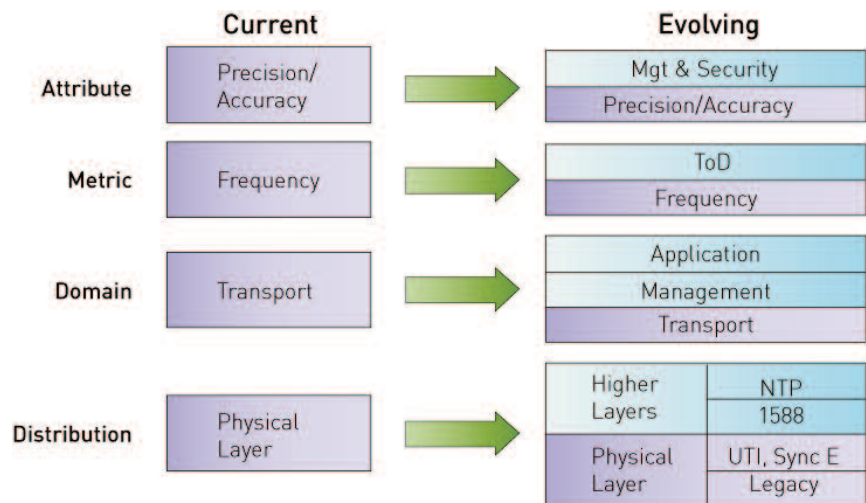 Current
Evolving
Attribute
Precision/
Accuracy
Mgt & Security
Precision/Accuracy
Metric
Frequency
ToD
Frequency
Domain
Transport
Application
Management
Transport
Distribution
Physical
Layer
Higher
Layers
NTP
1588
Physical
Layer
UTI, Sync E
Legacy